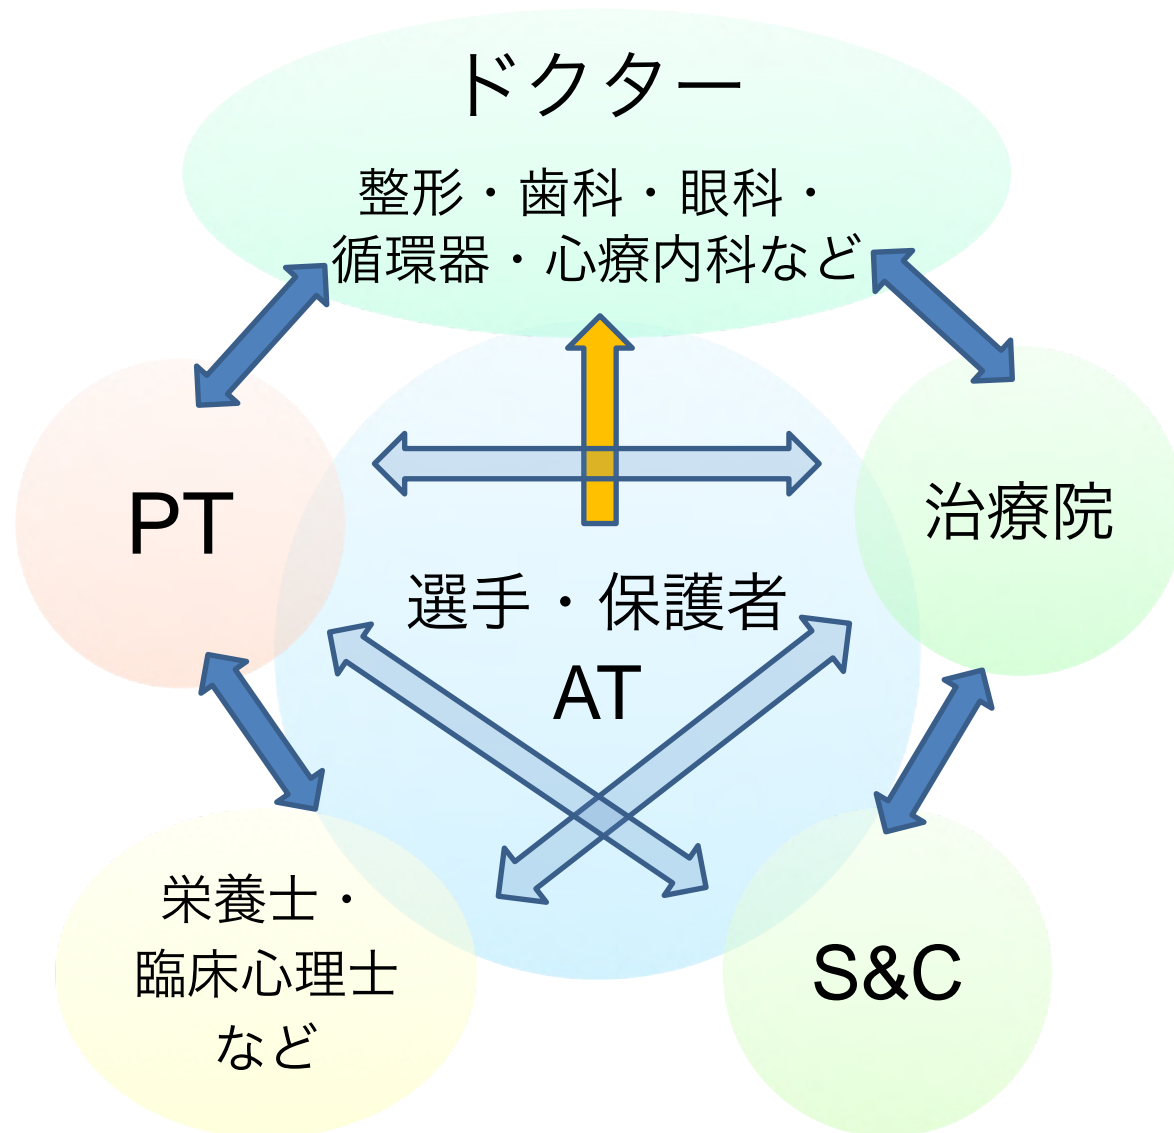 ドクター
整形・歯科・眼科・
循環器・心療内科など
PT
治療院
選手・保護者
AT
栄養士・
臨床心理士
など
S&C